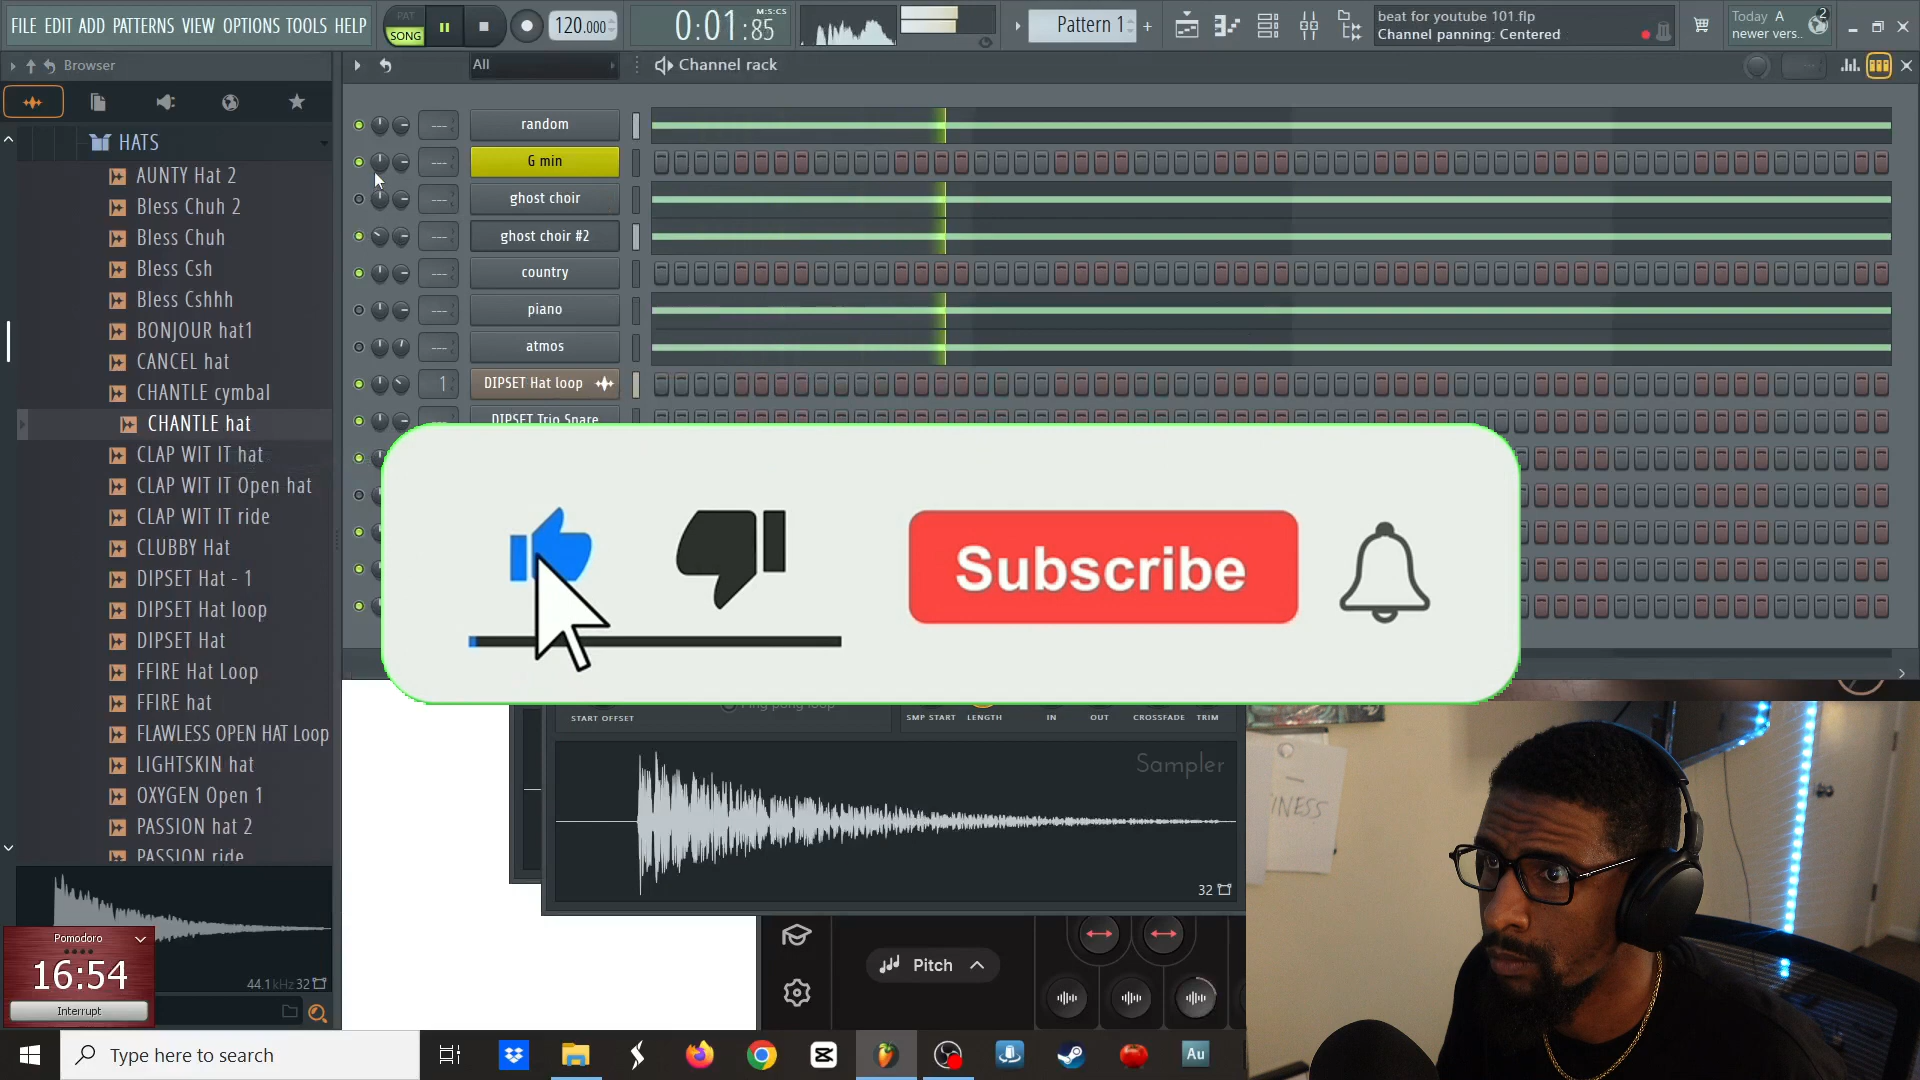 FILE EDIT ADD PATTERNS VIEW OPTIONS TOOLS HELP
PAT
SONG
120.000
0:01:85
M:S:CS
Pattern 1
beat for youtube 101.flp
Channel panning: Centered
Today A
newer vers..
2
Browser
All
Channel rack
HATS
AUNTY Hat 2
Bless Chuh 2
Bless Chuh
Bless Csh
Bless Cshhh
BONJOUR hat1
CANCEL hat
CHANTLE cymbal
CHANTLE hat
CLAP WIT IT hat
CLAP WIT IT Open hat
CLAP WIT IT ride
CLUBBY Hat
DIPSET Hat - 1
DIPSET Hat loop
DIPSET Hat
FFIRE Hat Loop
FFIRE hat
FLAWLESS OPEN HAT Loop
LIGHTSKIN hat
OXYGEN Open 1
PASSION hat 2
PASSION ride
random
G min
ghost choir
ghost choir #2
country
piano
atmos
1
DIPSET Hat loop
DIPSET Trio Snare
Subscribe
START OFFSET
Ping pong loop
SMP START LENGTH IN OUT CROSSFADE TRIM
Sampler
32
INESS
Pitch
Pomodoro
16:54
Interrupt
44.1kHz 32
Type here to search
Au